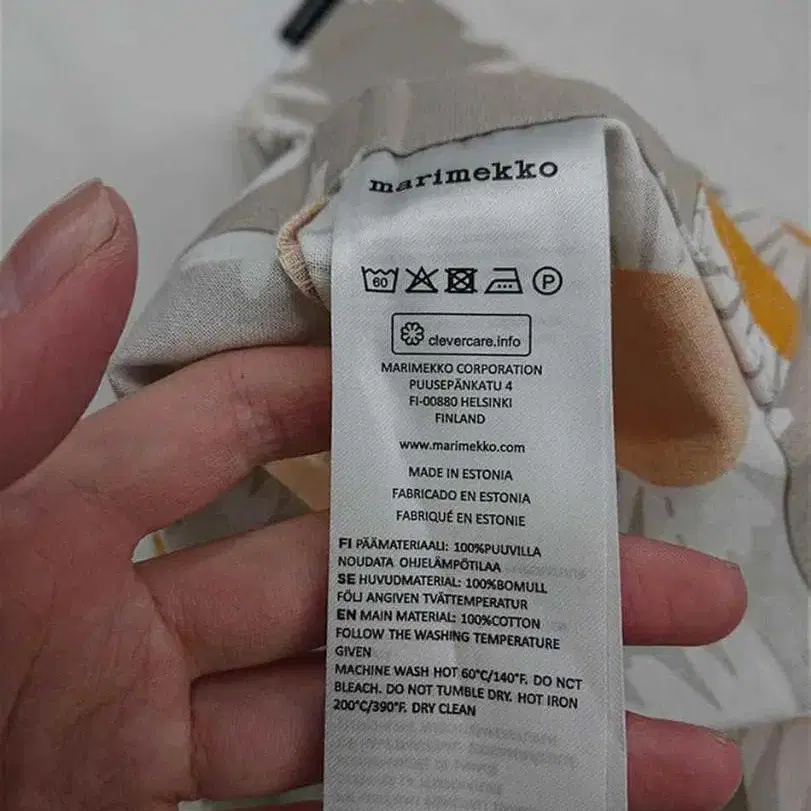 marimekko
60 P
clevercare.info
MARIMEKKO CORPORATION
PUUSEPÄNKATU 4
FI-00880 HELSINKI
FINLAND
www.marimekko.com
MADE IN ESTONIA
FABRICADO EN ESTONIA
FABRIQUÉ EN ESTONIE
FI PÄÄMATERIAALI: 100%PUUVILLA
NOUDATA OHJELÄMPÖTILAA
SE HUVUDMATERIAL: 100%BOMULL
FÖLJ ANGIVEN TVÄTTEMPERATUR
EN MAIN MATERIAL: 100%COTTON
FOLLOW THE WASHING TEMPERATURE
GIVEN
MACHINE WASH HOT 60°C/140°F. DO NOT
BLEACH. DO NOT TUMBLE DRY. HOT IRON
200°C/390°F. DRY CLEAN